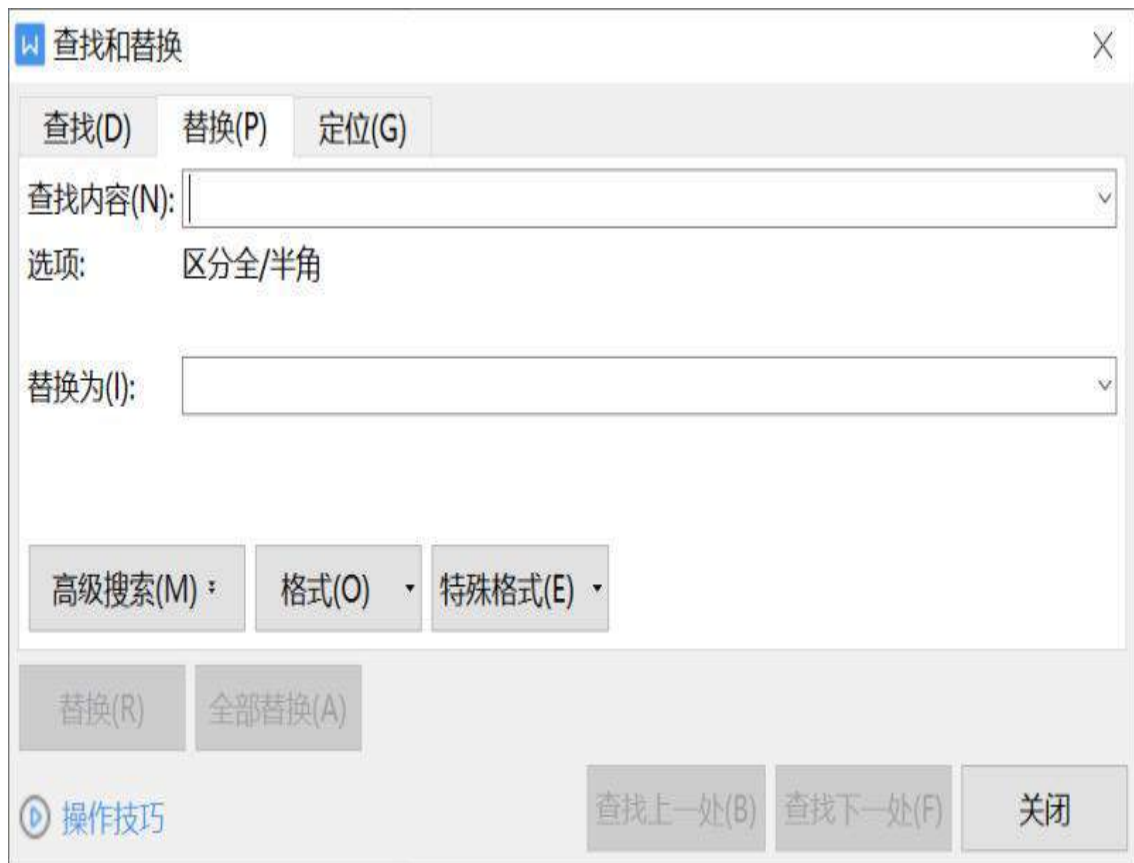 查找和替换
查找(D) 替换(P) 定位(G)
查找内容(N):
选项: 区分全/半角
替换为(I):
高级搜索(M) 格式(O) 特殊格式(E)
替换(R) 全部替换(A)
操作技巧 查找上一处(B) 查找下一处(F) 关闭